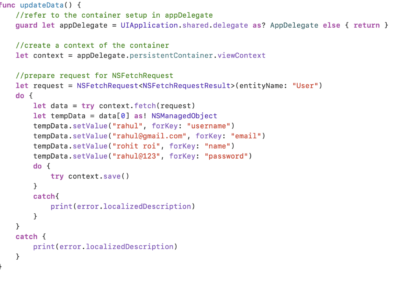 func updateData() {
//refer to the container setup in appDelegate
guard let appDelegate = UIApplication.shared.delegate as? AppDelegate else { return }
//create a context of the container
let context = appDelegate.persistentContainer.viewContext
//prepare request for NSFetchRequest
let request = NSFetchRequest<NSFetchRequestResult>(entityName: "User")
do {
let data = try context.fetch(request)
let tempData = data[0] as! NSManagedObject
tempData.setValue("rahul", forKey: "username")
tempData.setValue("rahul@gmail.com", forKey: "email")
tempData.setValue("rohit roi", forKey: "name")
tempData.setValue("rahul@123", forKey: "password")
do {
try context.save()
}
catch{
print(error.localizedDescription)
}
}
catch {
print(error.localizedDescription)
}
}